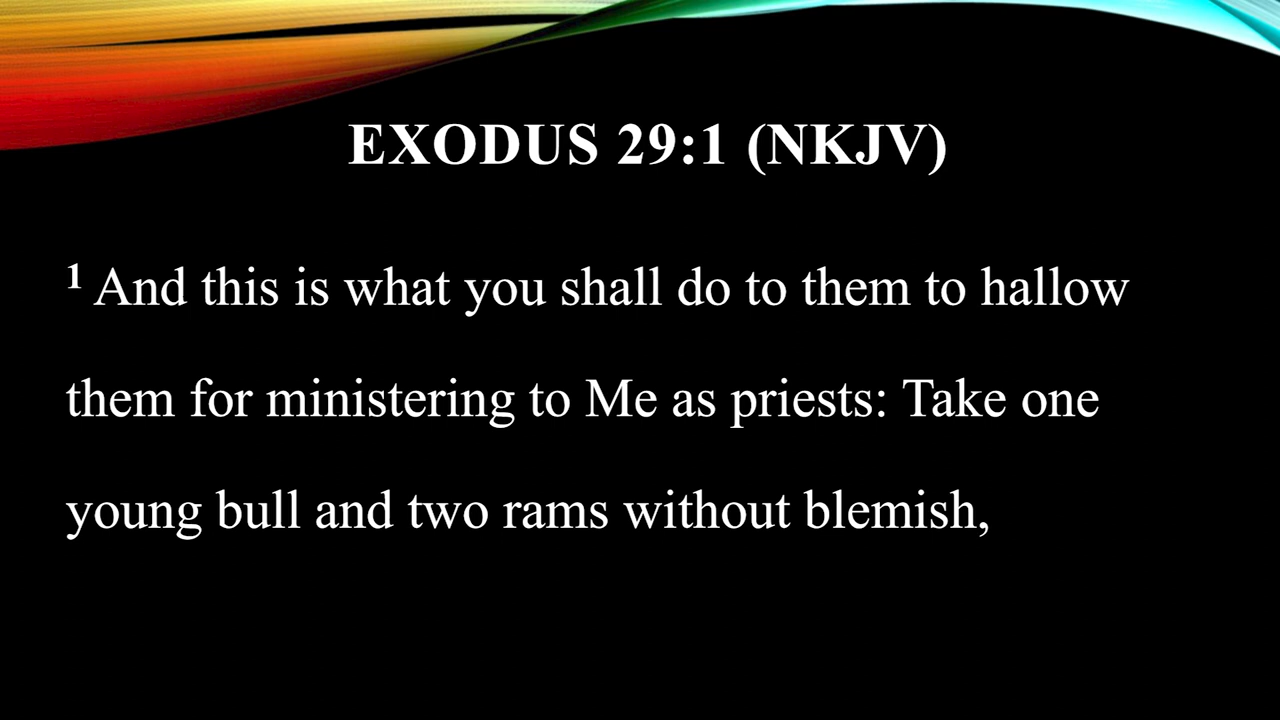 EXODUS 29:1 (NKJV)
1 And this is what you shall do to them to hallow
them for ministering to Me as priests: Take one
young bull and two rams without blemish,